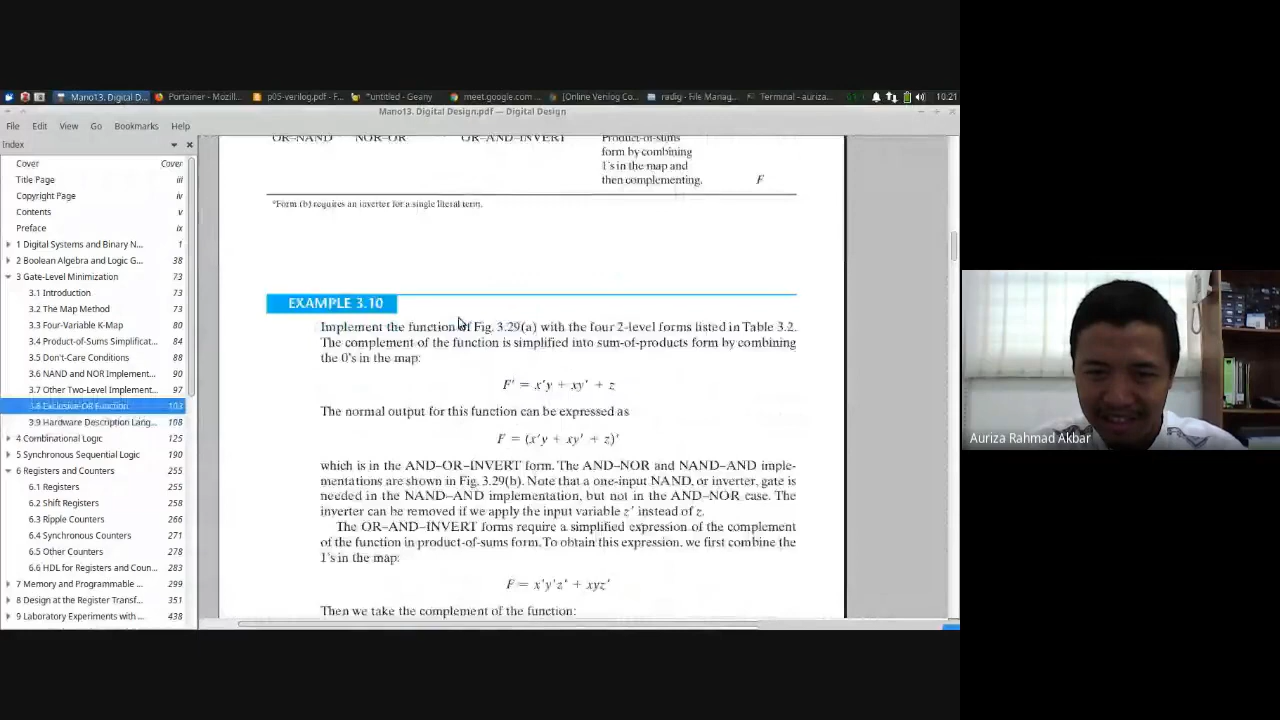 Mano13. Digital D...
Portainer - Mozill...
p05-verilog.pdf - F...
*untitled - Geany
meet.google.com ...
[Online Verilog Co...
radig - File Manag...
Terminal - auriza...
10:21
Mano13. Digital Design.pdf — Digital Design
File Edit View Go Bookmarks Help
Index
Cover Cover
Title Page iii
Copyright Page iv
Contents v
Preface ix
1 Digital Systems and Binary N... 1
2 Boolean Algebra and Logic G... 38
3 Gate-Level Minimization 73
3.1 Introduction 73
3.2 The Map Method 73
3.3 Four-Variable K-Map 80
3.4 Product-of-Sums Simplificat... 84
3.5 Don't-Care Conditions 88
3.6 NAND and NOR Implement... 90
3.7 Other Two-Level Implement... 97
3.8 Exclusive-OR Function 103
3.9 Hardware Description Lang... 108
4 Combinational Logic 125
5 Synchronous Sequential Logic 190
6 Registers and Counters 255
6.1 Registers 255
6.2 Shift Registers 258
6.3 Ripple Counters 266
6.4 Synchronous Counters 271
6.5 Other Counters 278
6.6 HDL for Registers and Coun... 283
7 Memory and Programmable ... 299
8 Design at the Register Transf... 351
9 Laboratory Experiments with ... 438
OR–NAND NOR–OR OR–AND–INVERT Product-of-sums
form by combining
1's in the map and
then complementing. F
*Form (b) requires an inverter for a single literal term.
EXAMPLE 3.10
Implement the function of Fig. 3.29(a) with the four 2-level forms listed in Table 3.2.
The complement of the function is simplified into sum-of-products form by combining
the 0's in the map:
F' = x'y + xy' + z
The normal output for this function can be expressed as
F = (x'y + xy' + z)'
which is in the AND–OR–INVERT form. The AND–NOR and NAND–AND imple-
mentations are shown in Fig. 3.29(b). Note that a one-input NAND, or inverter, gate is
needed in the NAND–AND implementation, but not in the AND–NOR case. The
inverter can be removed if we apply the input variable z' instead of z.
The OR–AND–INVERT forms require a simplified expression of the complement
of the function in product-of-sums form. To obtain this expression, we first combine the
1's in the map:
F = x'y'z' + xyz'
Then we take the complement of the function:
Auriza Rahmad Akbar